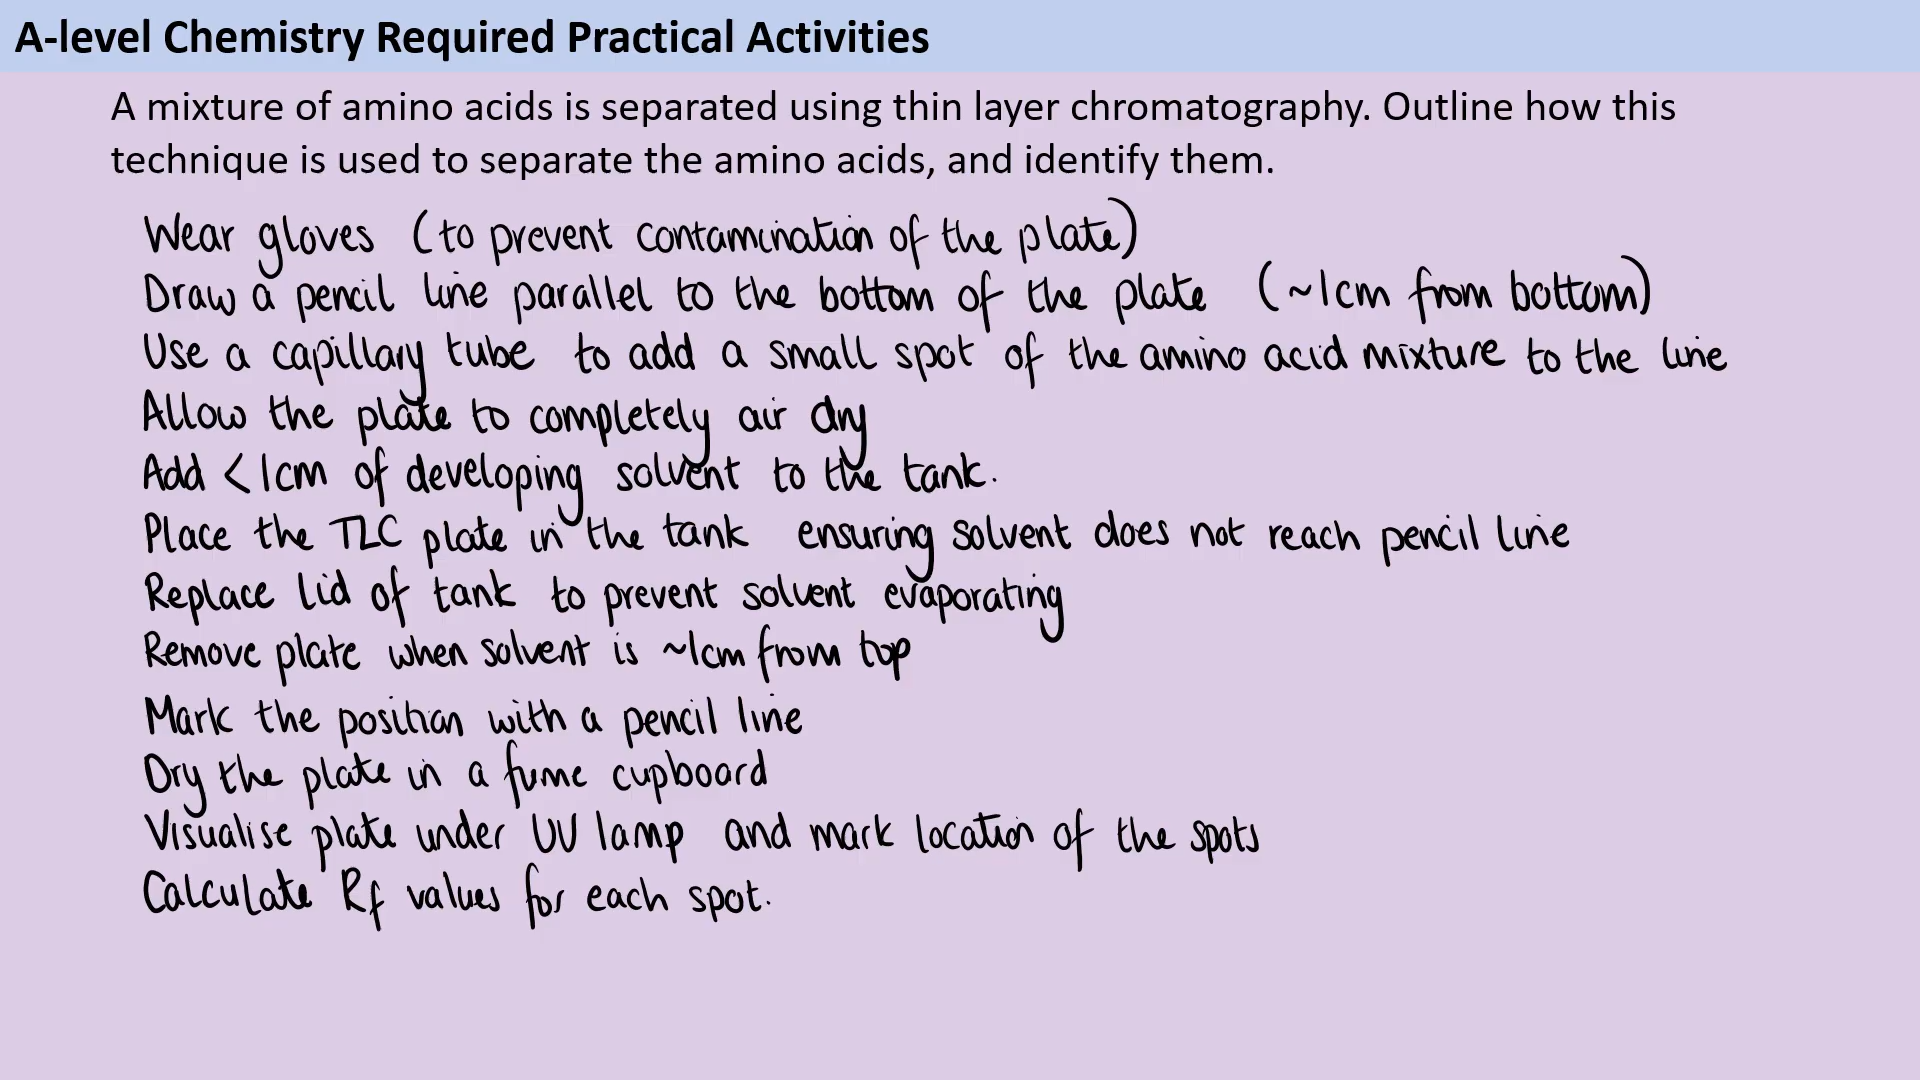 A-level Chemistry Required Practical Activities
A mixture of amino acids is separated using thin layer chromatography. Outline how this
technique is used to separate the amino acids, and identify them.
Wear gloves (to prevent contamination of the plate)
Draw a pencil line parallel to the bottom of the plate (~1cm from bottom)
Use a capillary tube to add a small spot of the amino acid mixture to the line
Allow the plate to completely air dry
Add <1cm of developing solvent to the tank.
Place the TLC plate in the tank ensuring solvent does not reach pencil line
Replace lid of tank to prevent solvent evaporating
Remove plate when solvent is ~1cm from top
Mark the position with a pencil line
Dry the plate in a fume cupboard
Visualise plate under UV lamp and mark location of the spots
Calculate Rf values for each spot.